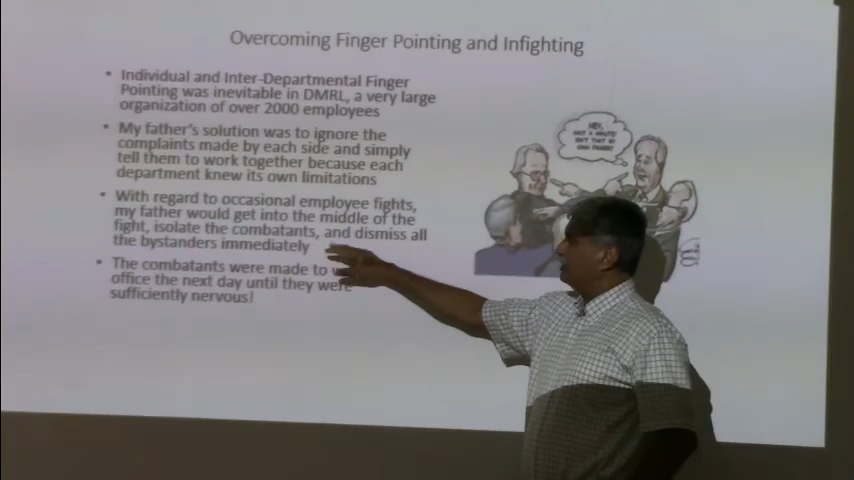 Overcoming Finger Pointing and Infighting
• Individual and Inter-Departmental Finger
Pointing was inevitable in DMRL, a very large
organization of over 2000 employees
• My father's solution was to ignore the
complaints made by each side and simply
tell them to work together because each
department knew its own limitations
• With regard to occasional employee fights,
my father would get into the middle of the
fight, isolate the combatants, and dismiss all
the bystanders immediately
• The combatants were made to
office the next day until they were
sufficiently nervous!
HEY,
WAIT A MINUTE!
ISN'T THAT MY
OWN FINGER?